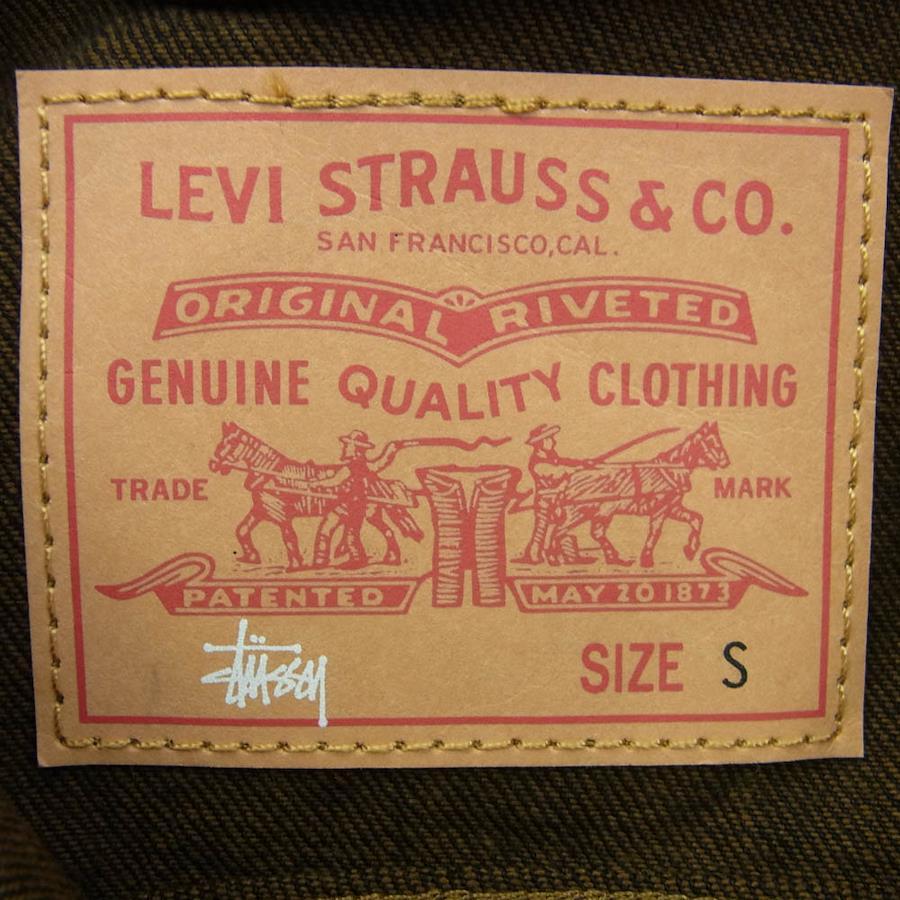 LEVI STRAUSS & CO.
SAN FRANCISCO, CAL.
ORIGINAL RIVETED
GENUINE QUALITY CLOTHING
TRADE MARK
PATENTED MAY 20 1873
Stüssy
SIZE S